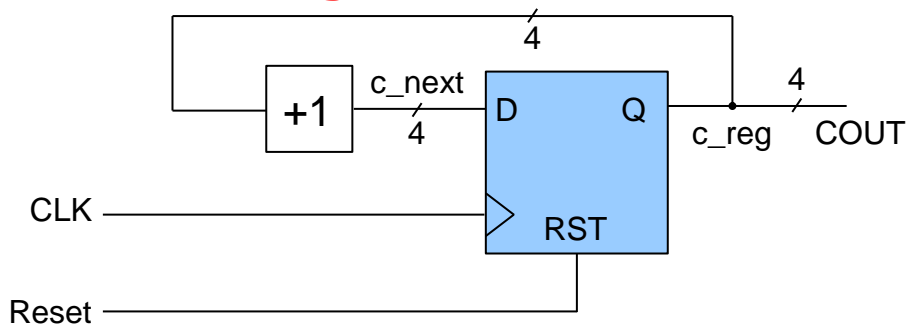 4
+1
c_next
4
D
Q
4
c_reg
COUT
CLK
RST
Reset